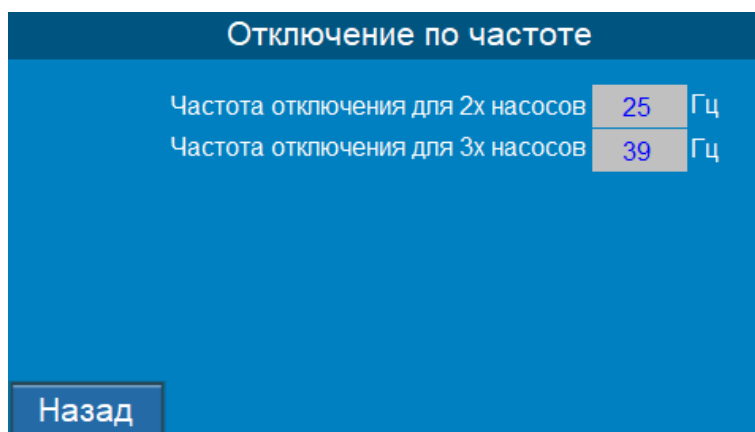 Отключение по частоте
Частота отключения для 2х насосов 25 Гц
Частота отключения для 3х насосов 39 Гц
Назад